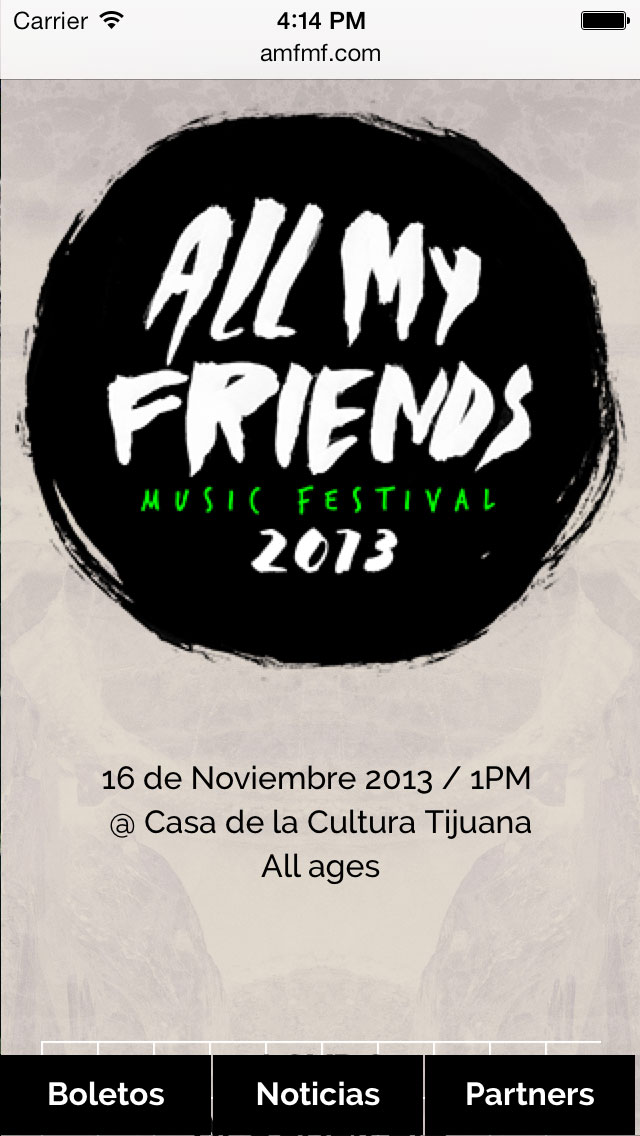 Carrier 4:14 PM
amfmf.com
ALL MY
FRIENDS
MUSIC FESTIVAL
2013
16 de Noviembre 2013 / 1PM
@ Casa de la Cultura Tijuana
All ages
Boletos Noticias Partners